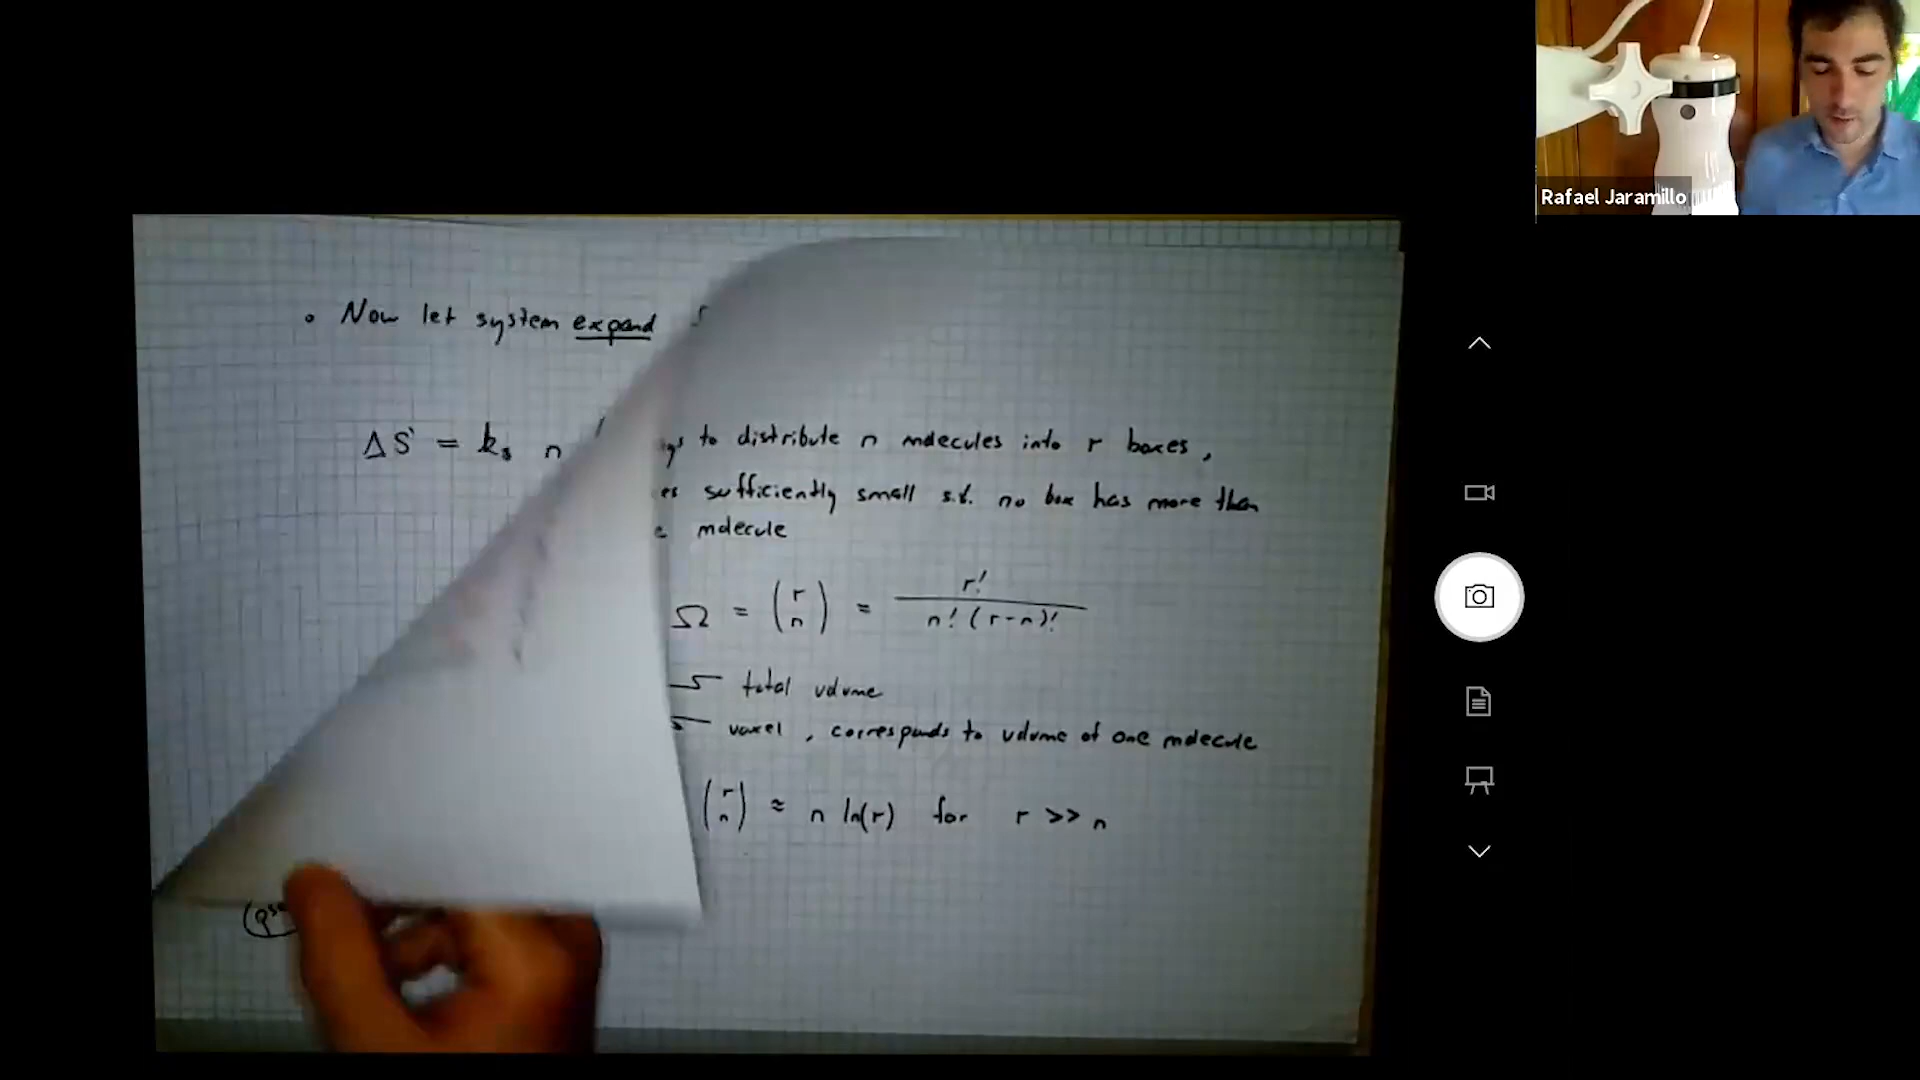 Rafael Jaramillo
• Now let system expand
ΔS = k_B n
to distribute n molecules into r boxes,
sufficiently small s.t. no box has more than
molecule
Ω = (r n) = r! / n! (r-n)!
total volume
voxel, corresponds to volume of one molecule
(r n) ≈ n ln(r) for r >> n